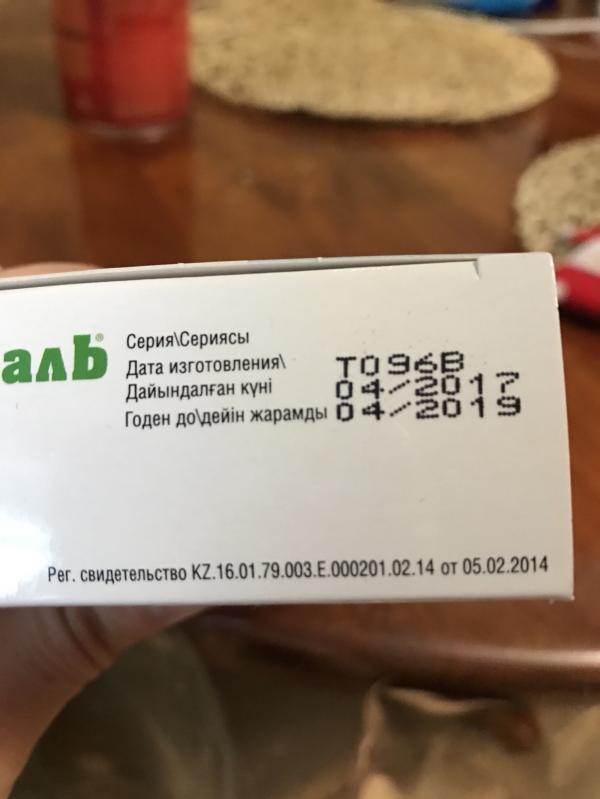 аль®
Серия\Сериясы
Дата изготовления\ T096B
Дайындалған күні 04/2017
Годен до\дейін жарамды 04/2019
Рег. свидетельство KZ.16.01.79.003.E.000201.02.14 от 05.02.2014